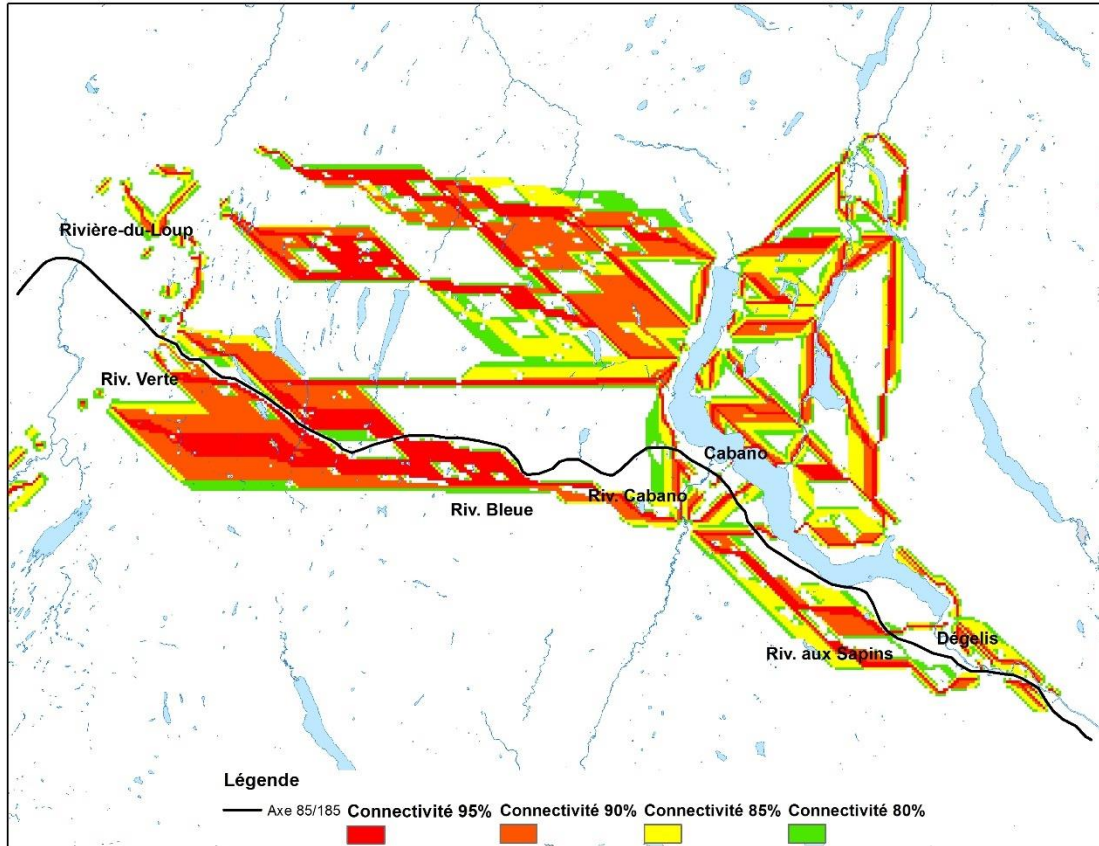 Rivière-du-Loup
Riv. Verte
Cabano
Riv. Cabano
Riv. Bleue
Dégelis
Riv. aux Sapins
Légende
Axe 85/185 Connectivité 95% Connectivité 90% Connectivité 85% Connectivité 80%